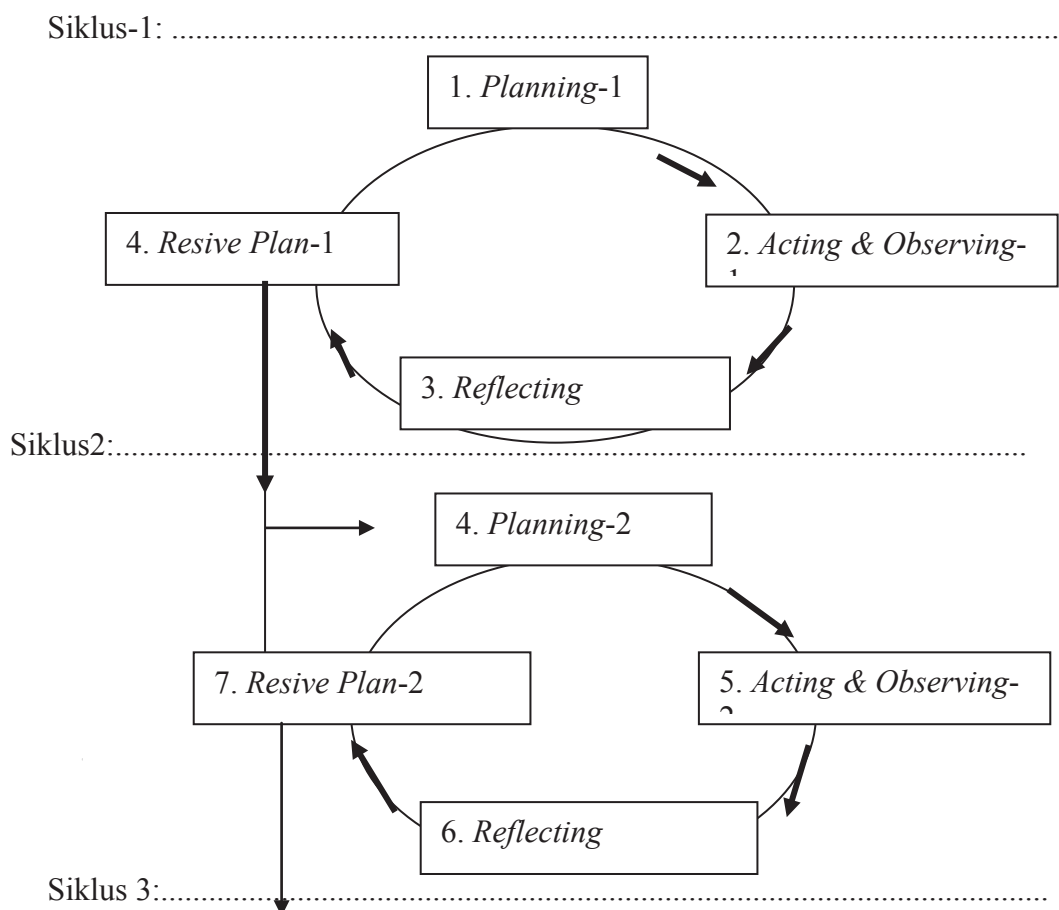 Siklus-1: ...............................................................................................................
1. Planning-1
4. Resive Plan-1
2. Acting & Observing-
3. Reflecting
Siklus2:..................................................................................................................
4. Planning-2
7. Resive Plan-2
5. Acting & Observing-
6. Reflecting
Siklus 3:...............................................................................................................